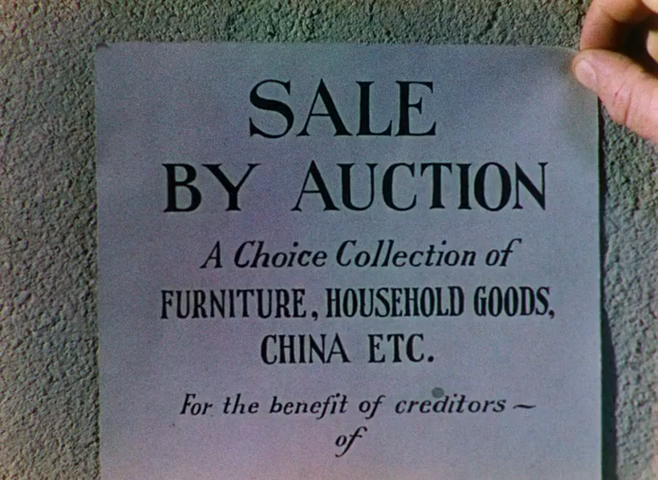 SALE
BY AUCTION
A Choice Collection of
FURNITURE, HOUSEHOLD GOODS,
CHINA ETC.
For the benefit of creditors ~
of